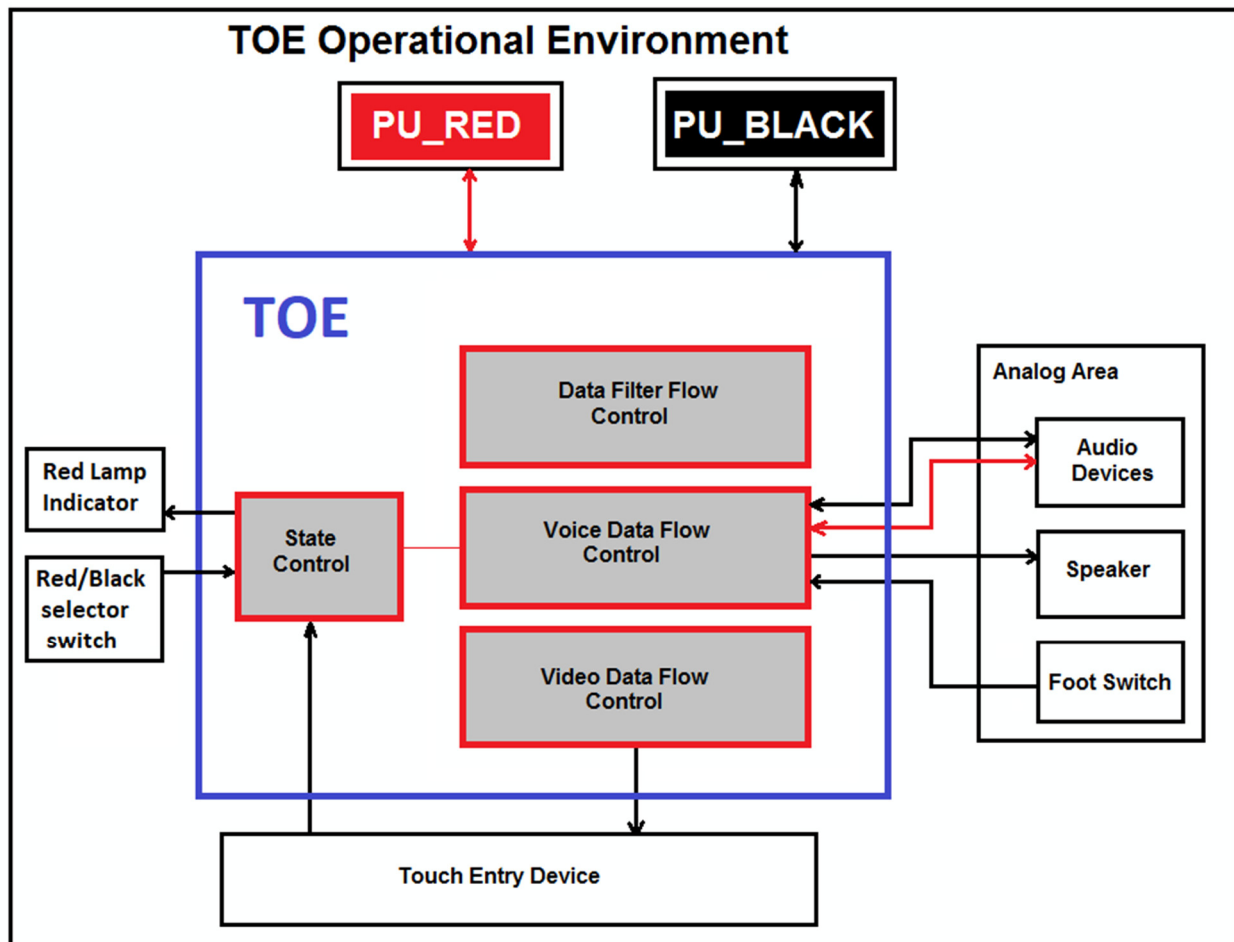 TOE Operational Environment
PU_RED
PU_BLACK
TOE
Data Filter Flow
Control
Analog Area
Audio
Devices
Red Lamp
Indicator
State
Control
Voice Data Flow
Control
Speaker
Red/Black
selector
switch
Video Data Flow
Control
Foot Switch
Touch Entry Device